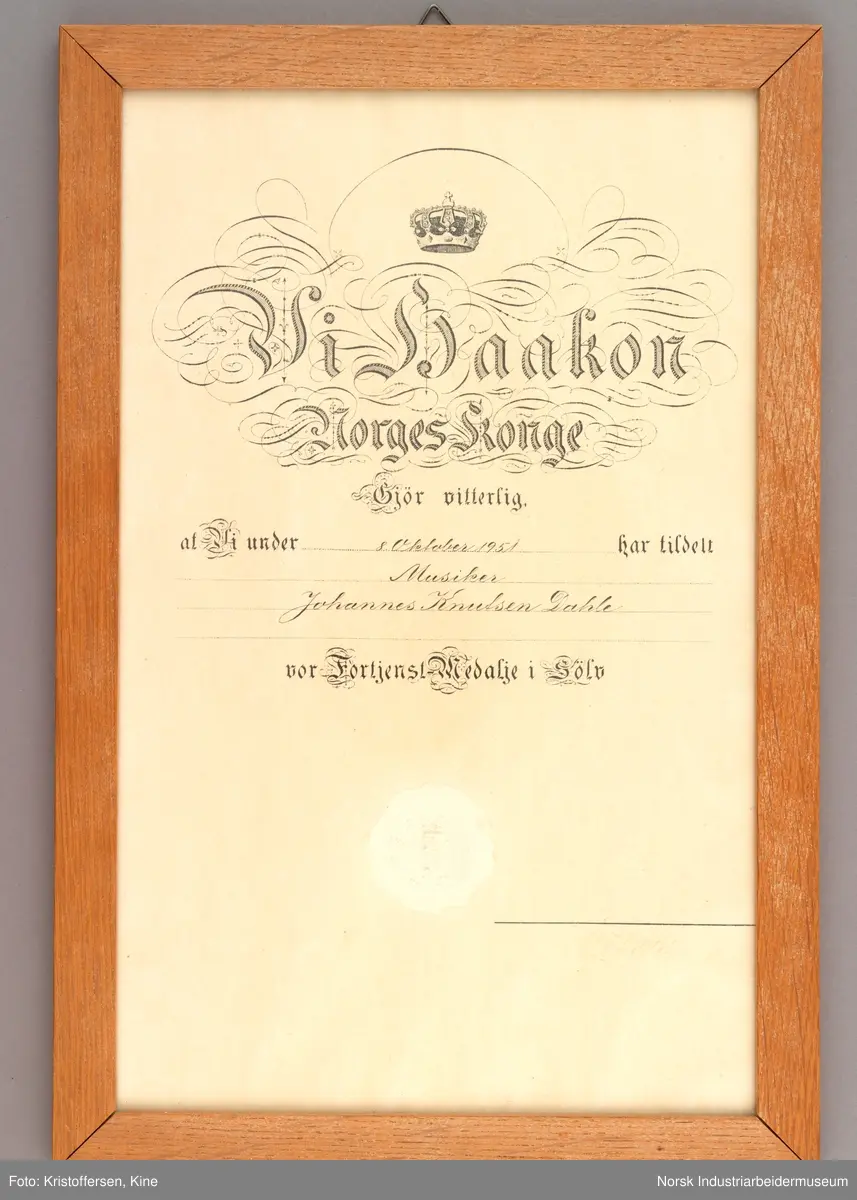 Vi Haakon
Norges Konge
Gjör vitterlig,
at Vi under 8 Oktober 1951 har tildelt
Musiker
Johannes Knutsen Dahle
vor Fortjenst-Medalje i Sölv
Foto: Kristoffersen, Kine
Norsk Industriarbeidermuseum